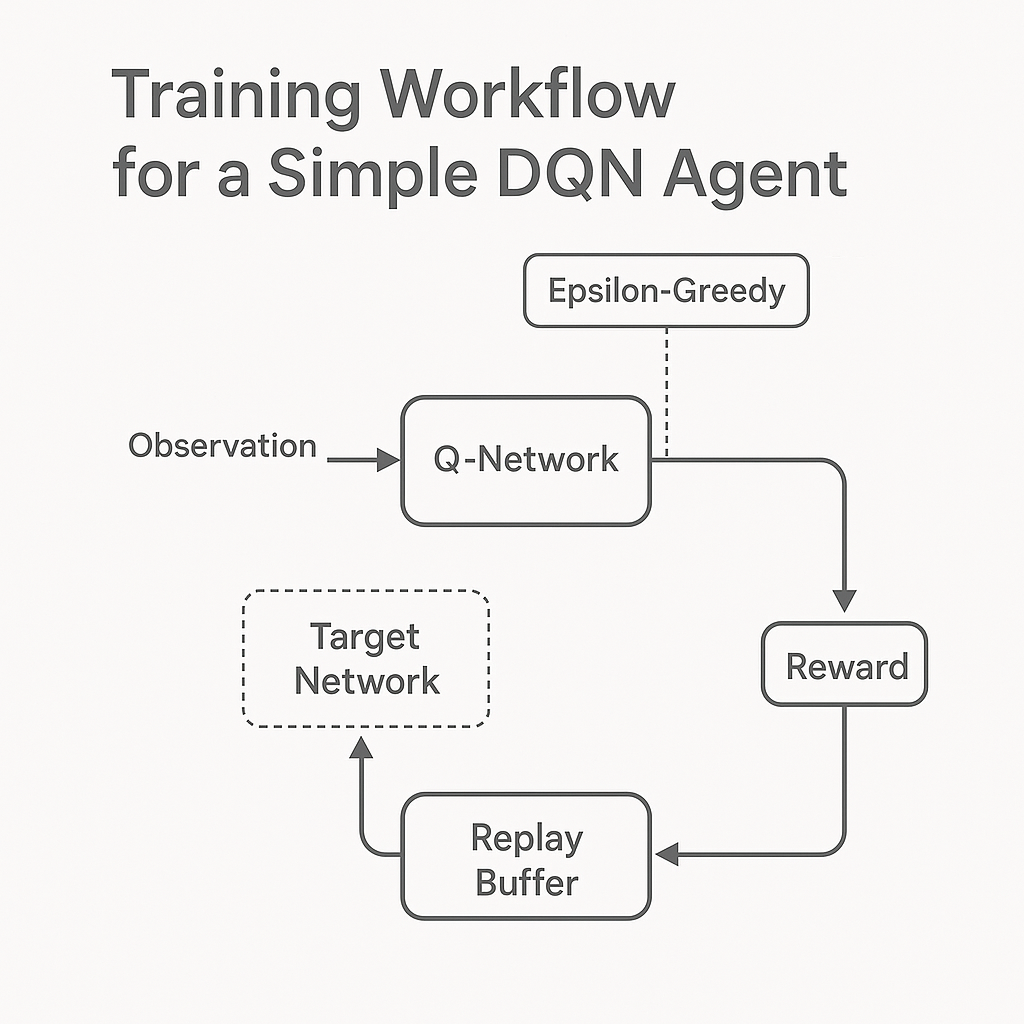 Training Workflow
for a Simple DQN Agent
Epsilon-Greedy
Observation
Q-Network
Target
Network
Reward
Replay
Buffer